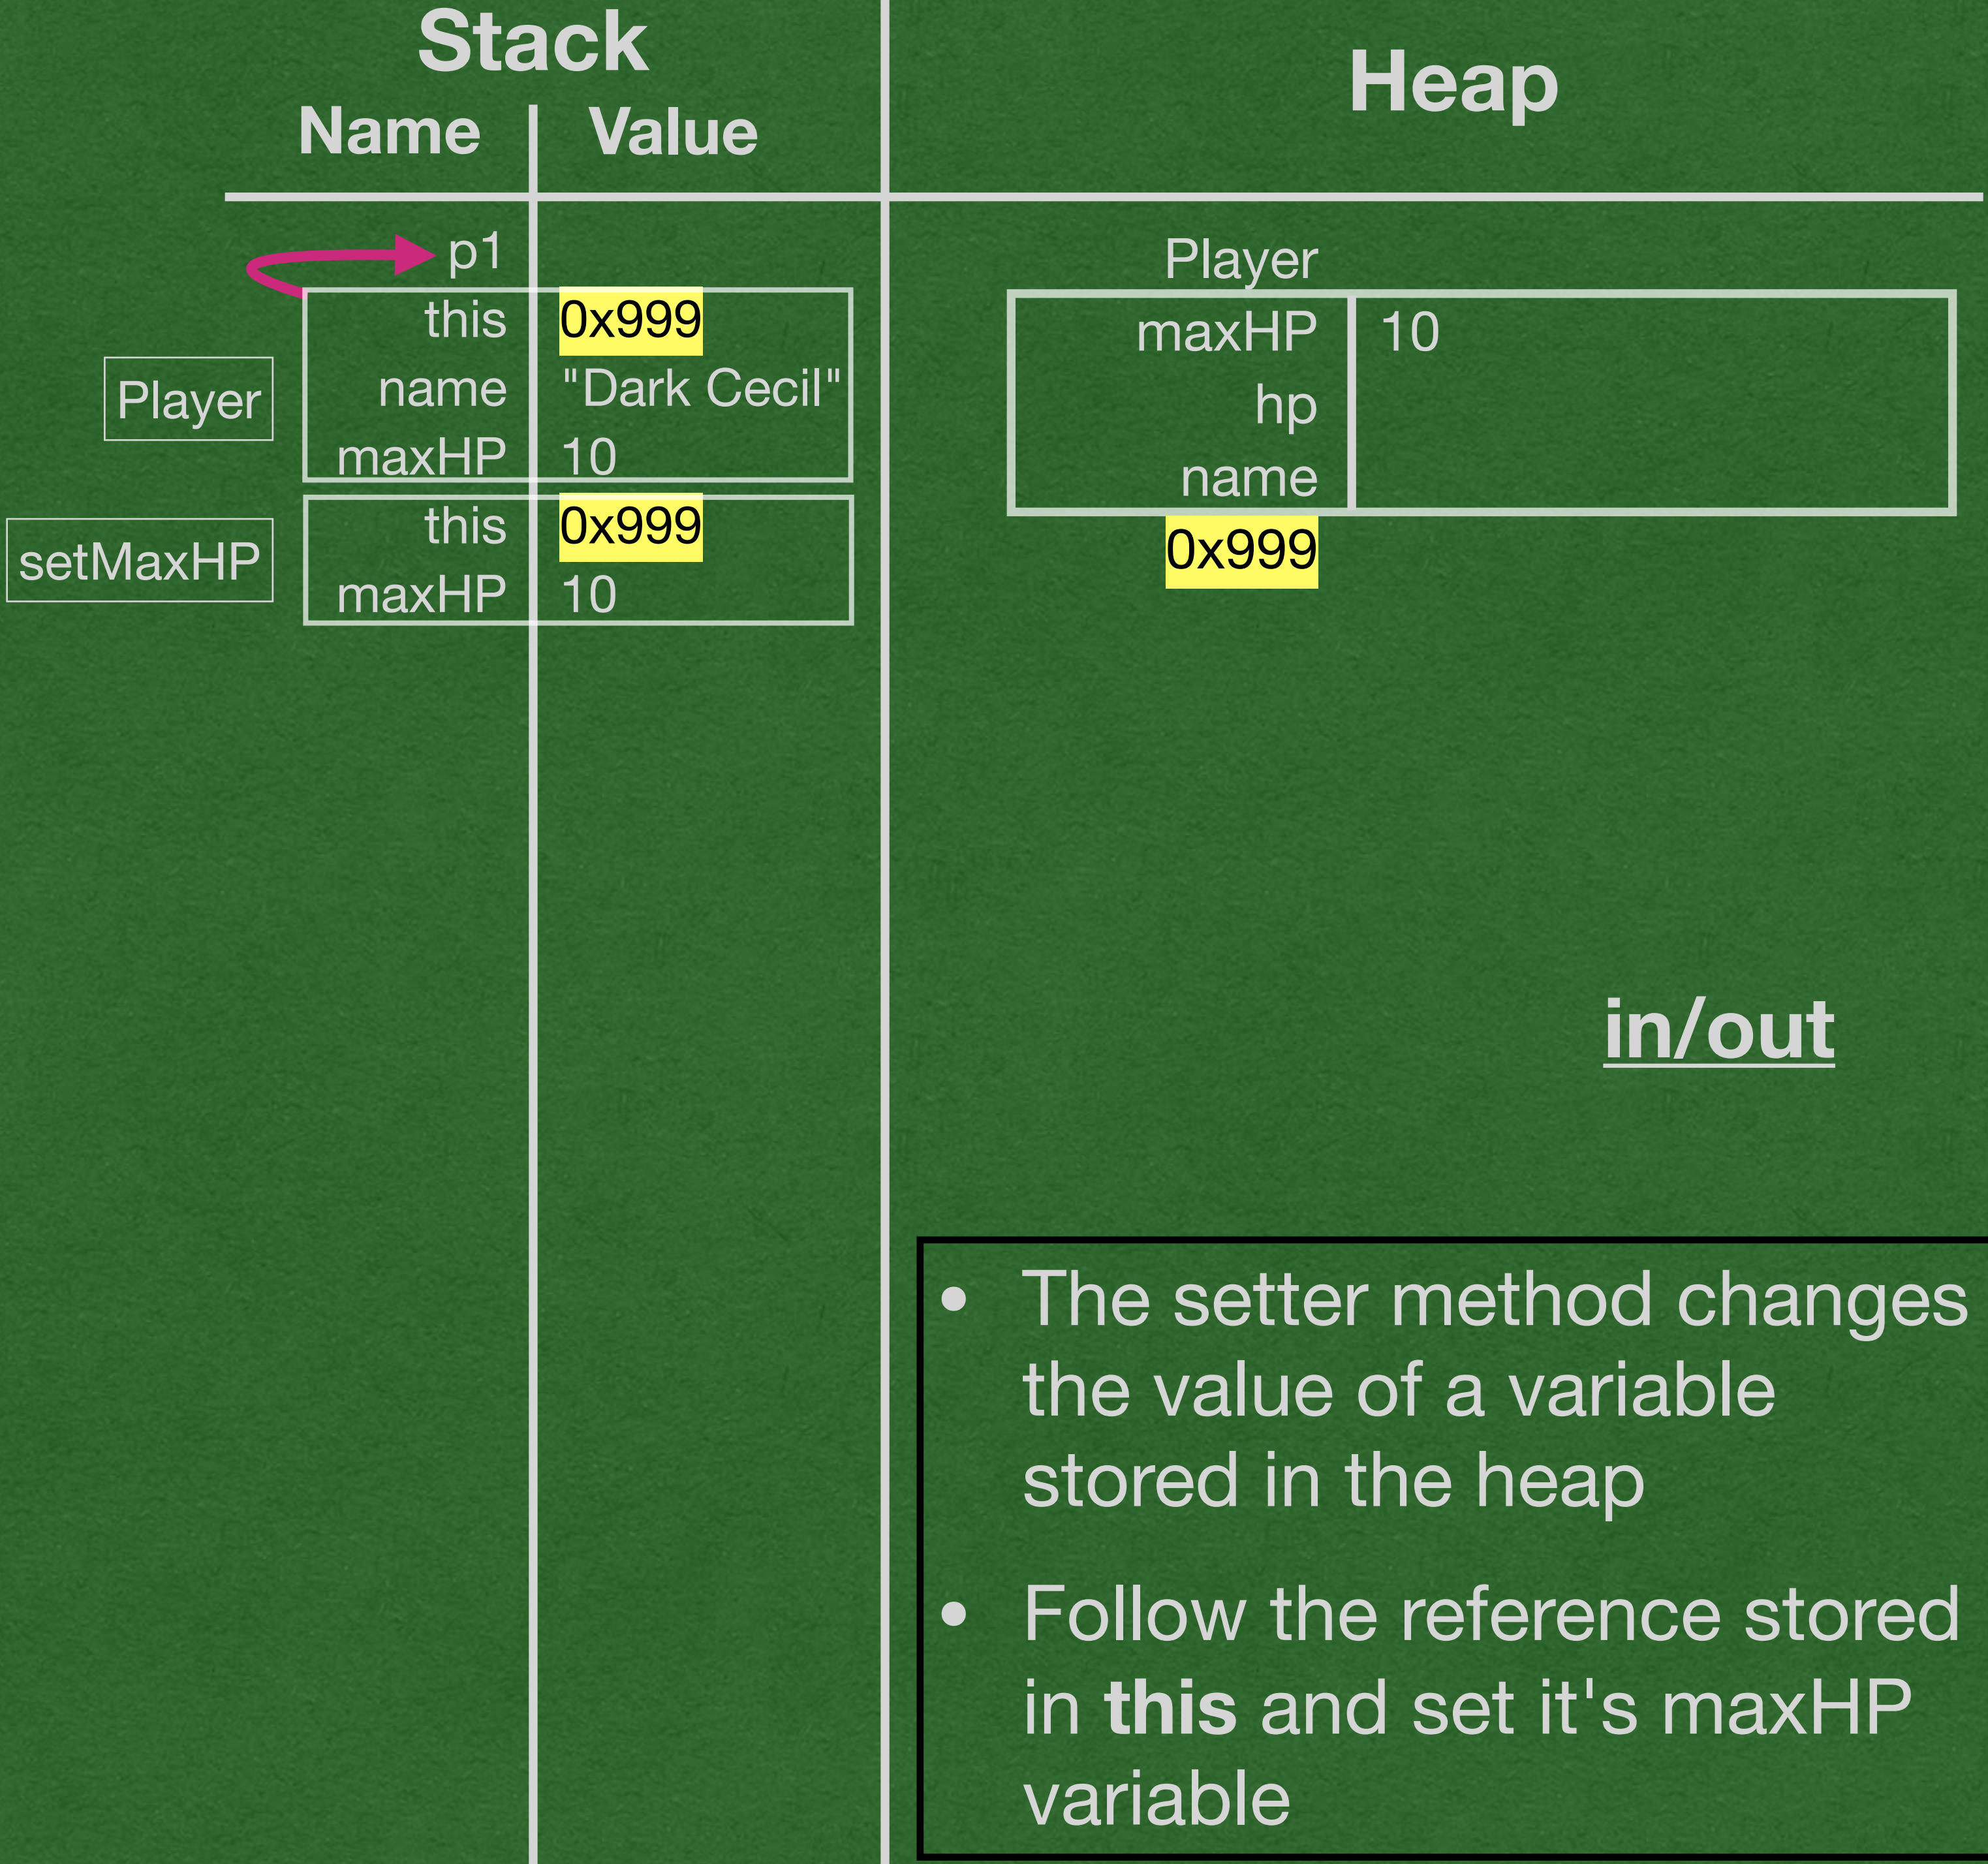 Stack
Heap
Name Value
p1
Player
this 0x999
maxHP 10
Player
name "Dark Cecil"
hp
maxHP 10
name
setMaxHP
this 0x999
0x999
maxHP 10
in/out
• The setter method changes
the value of a variable
stored in the heap
• Follow the reference stored
in this and set it's maxHP
variable